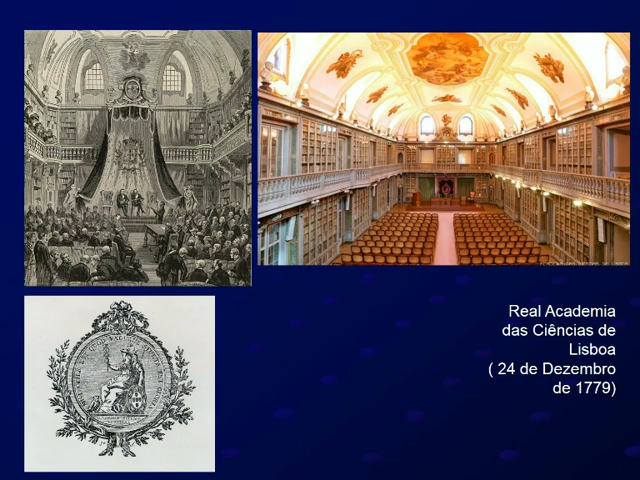 Real Academia
das Ciências de
Lisboa
( 24 de Dezembro
de 1779)